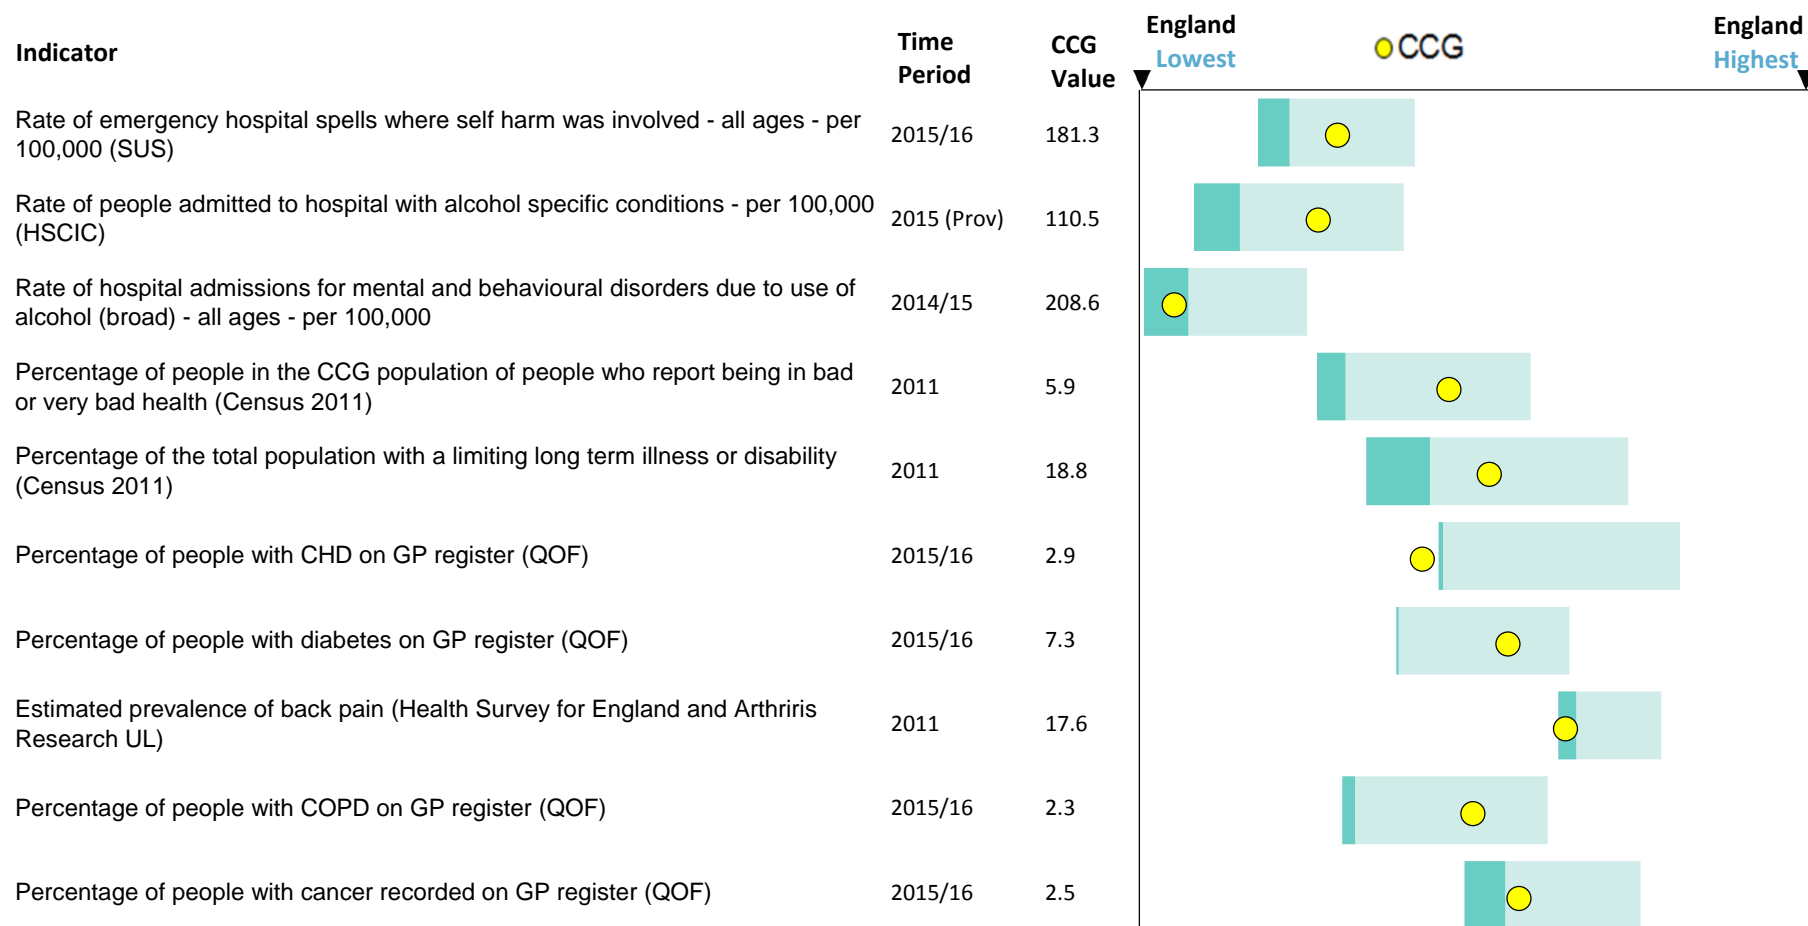 Indicator
Time
Period
CCG
Value
England
Lowest
CCG
England
Highest
Rate of emergency hospital spells where self harm was involved - all ages - per
100,000 (SUS)
2015/16
181.3
Rate of people admitted to hospital with alcohol specific conditions - per 100,000
(HSCIC)
2015 (Prov)
110.5
Rate of hospital admissions for mental and behavioural disorders due to use of
alcohol (broad) - all ages - per 100,000
2014/15
208.6
Percentage of people in the CCG population of people who report being in bad
or very bad health (Census 2011)
2011
5.9
Percentage of the total population with a limiting long term illness or disability
(Census 2011)
2011
18.8
Percentage of people with CHD on GP register (QOF)
2015/16
2.9
Percentage of people with diabetes on GP register (QOF)
2015/16
7.3
Estimated prevalence of back pain (Health Survey for England and Arthriris
Research UL)
2011
17.6
Percentage of people with COPD on GP register (QOF)
2015/16
2.3
Percentage of people with cancer recorded on GP register (QOF)
2015/16
2.5